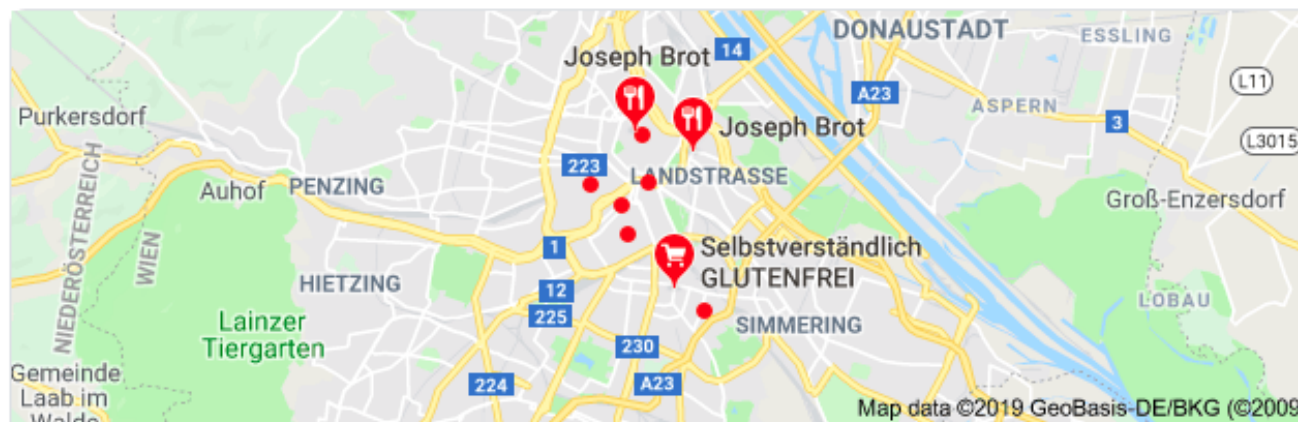 DONAUSTADT
ESSLING
14
Joseph Brot
L11
A23
ASPERN
3
Purkersdorf
Joseph Brot
L3015
223
LANDSTRASSE
PENZING
Auhof
Groß-Enzersdorf
NIEDERÖSTERREICH
WIEN
1
Selbstverständlich
GLUTENFREI
HIETZING
12
LOBAU
225
Lainzer
Tiergarten
SIMMERING
230
Gemeinde
Laab im
Walde
224
A23
Map data ©2019 GeoBasis-DE/BKG (©2009